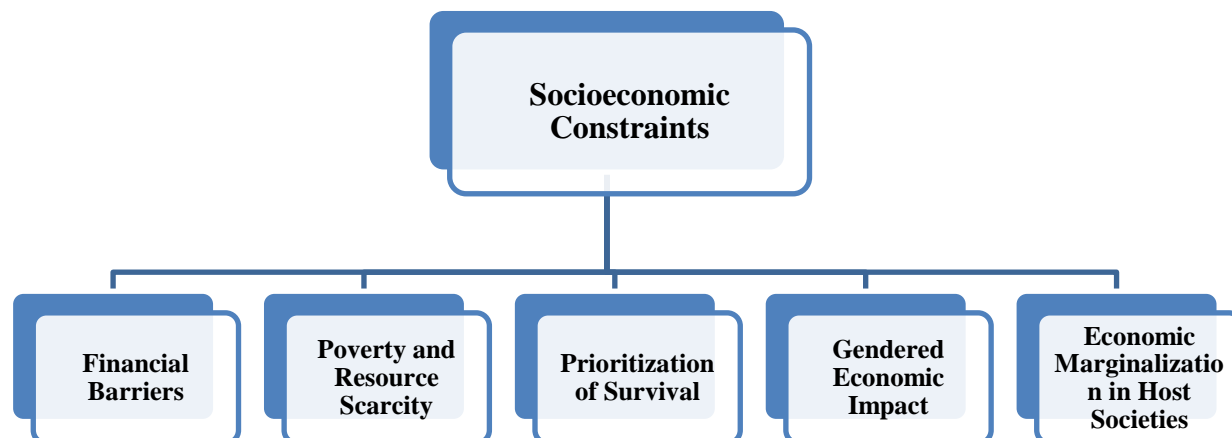 Socioeconomic
Constraints
Financial
Barriers
Poverty and
Resource
Scarcity
Prioritization
of Survival
Gendered
Economic
Impact
Economic
Marginalizatio
n in Host
Societies